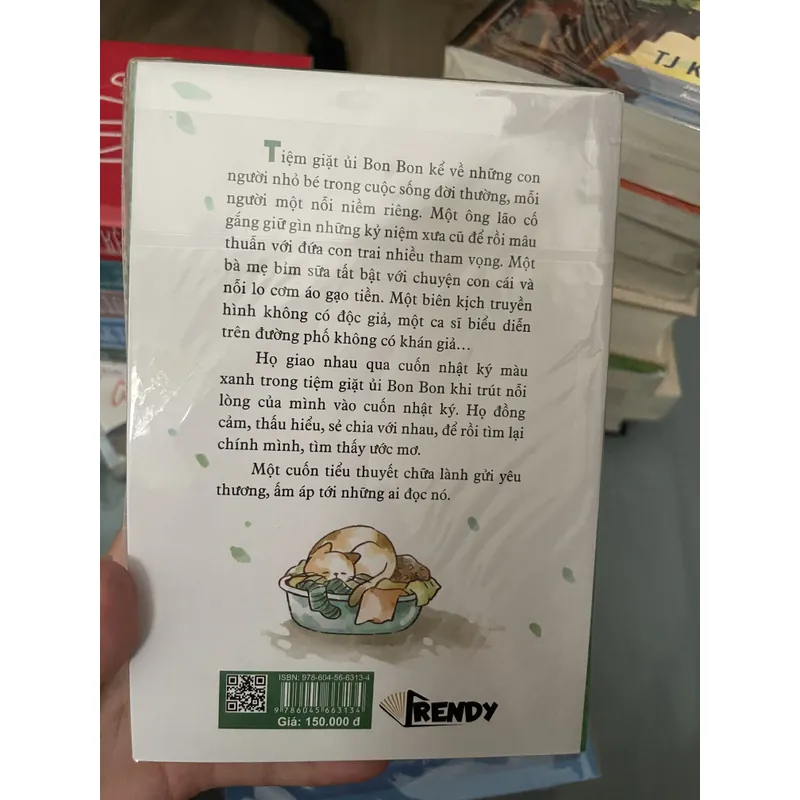 TJ K
Tiệm giặt ủi Bon Bon kể về những con
người nhỏ bé trong cuộc sống đời thường, mỗi
người một nỗi niềm riêng. Một ông lão cố
gắng giữ gìn những ký niệm xưa cũ để rồi mâu
thuẫn với đứa con trai nhiều tham vọng. Một
bà mẹ bỉm sữa tất bật với chuyện con cái và
nỗi lo cơm áo gạo tiền. Một biên kịch truyền
hình không có độc giả, một ca sĩ biểu diễn
trên đường phố không có khán giả...
Họ giao nhau qua cuốn nhật ký màu
xanh trong tiệm giặt ủi Bon Bon khi trút nỗi
lòng của mình vào cuốn nhật ký. Họ đồng
cảm, thấu hiểu, sẻ chia với nhau, để rồi tìm lại
chính mình, tìm thấy ước mơ.
Một cuốn tiểu thuyết chữa lành gửi yêu
thương, ấm áp tới những ai đọc nó.
ISBN: 978-604-56-6313-4
9 786045 663134
Giá: 150.000 đ
TRENDY